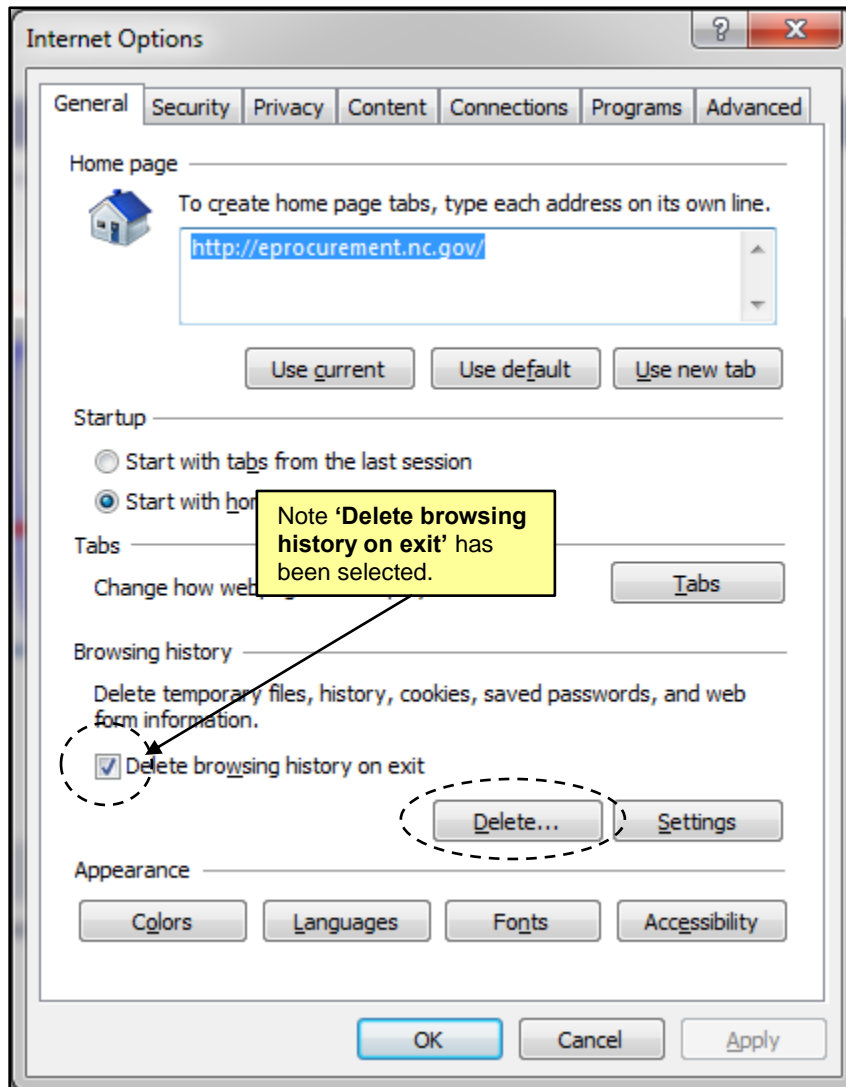 Internet Options
General Security Privacy Content Connections Programs Advanced
Home page
To create home page tabs, type each address on its own line.
http://eprocurement.nc.gov/
Use current Use default Use new tab
Startup
Start with tabs from the last session
Start with
Note ‘Delete browsing
history on exit’ has
been selected.
Tabs
Change how
Tabs
Browsing history
Delete temporary files, history, cookies, saved passwords, and web
form information.
Delete browsing history on exit
Delete... Settings
Appearance
Colors Languages Fonts Accessibility
OK Cancel Apply